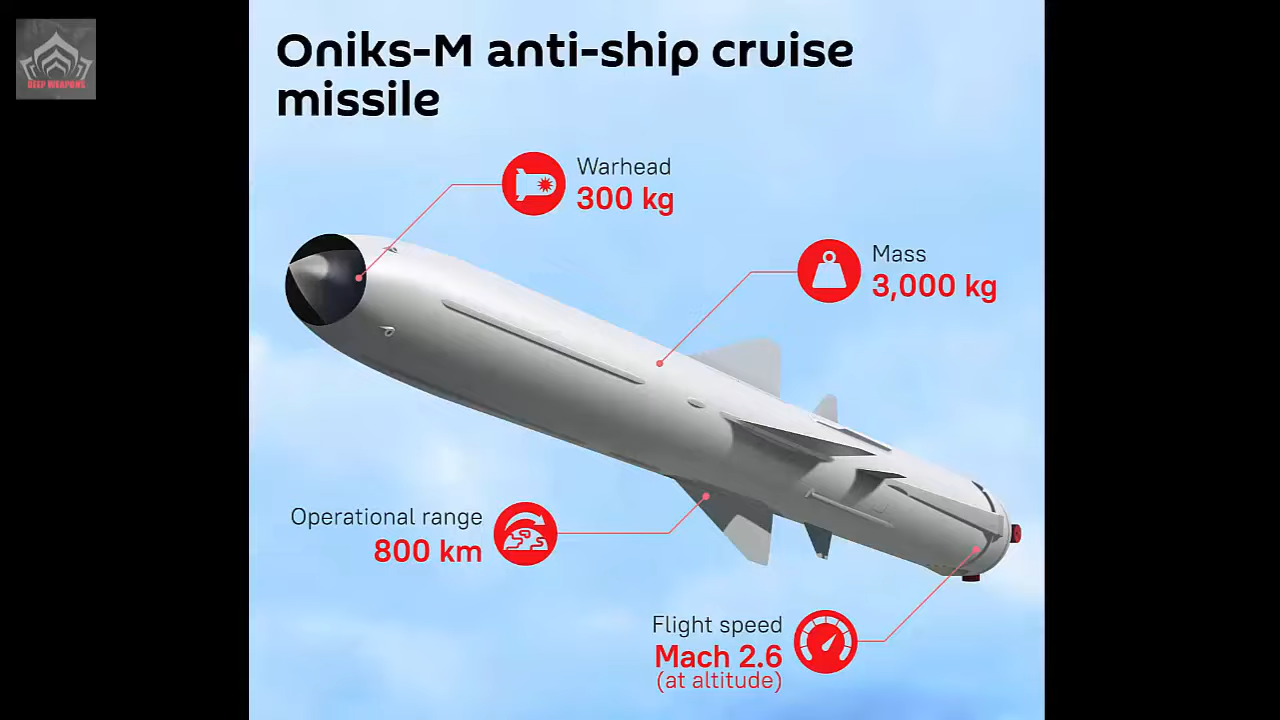 Oniks-M anti-ship cruise
missile
DEEP WEAPONS
Warhead
300 kg
Mass
3,000 kg
Operational range
800 km
Flight speed
Mach 2.6
(at altitude)